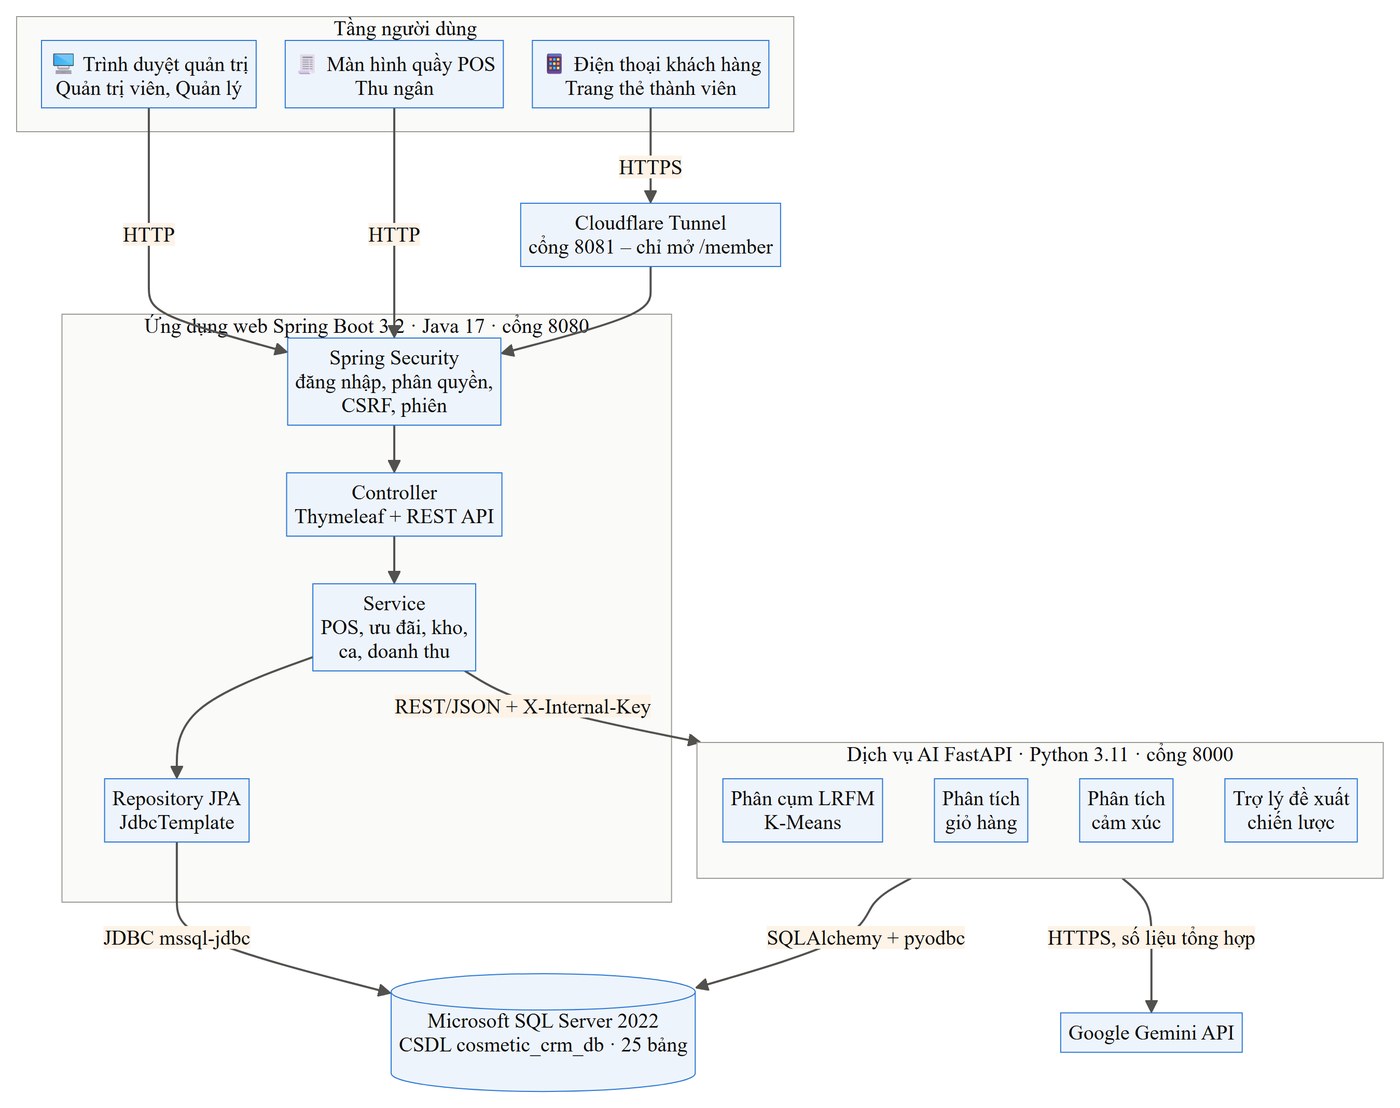 Tầng người dùng
Trình duyệt quản trị
Quản trị viên, Quản lý
Màn hình quầy POS
Thu ngân
Điện thoại khách hàng
Trang thẻ thành viên
HTTPS
Cloudflare Tunnel
cổng 8081 – chỉ mở /member
HTTP
HTTP
Ứng dụng web Spring Boot 3.2 · Java 17 · cổng 8080
Spring Security
đăng nhập, phân quyền,
CSRF, phiên
Controller
Thymeleaf + REST API
Service
POS, ưu đãi, kho,
ca, doanh thu
REST/JSON + X-Internal-Key
Dịch vụ AI FastAPI · Python 3.11 · cổng 8000
Repository JPA
JdbcTemplate
Phân cụm LRFM
K-Means
Phân tích
giỏ hàng
Phân tích
cảm xúc
Trợ lý đề xuất
chiến lược
JDBC mssql-jdbc
SQLAlchemy + pyodbc
HTTPS, số liệu tổng hợp
Microsoft SQL Server 2022
CSDL cosmetic_crm_db · 25 bảng
Google Gemini API